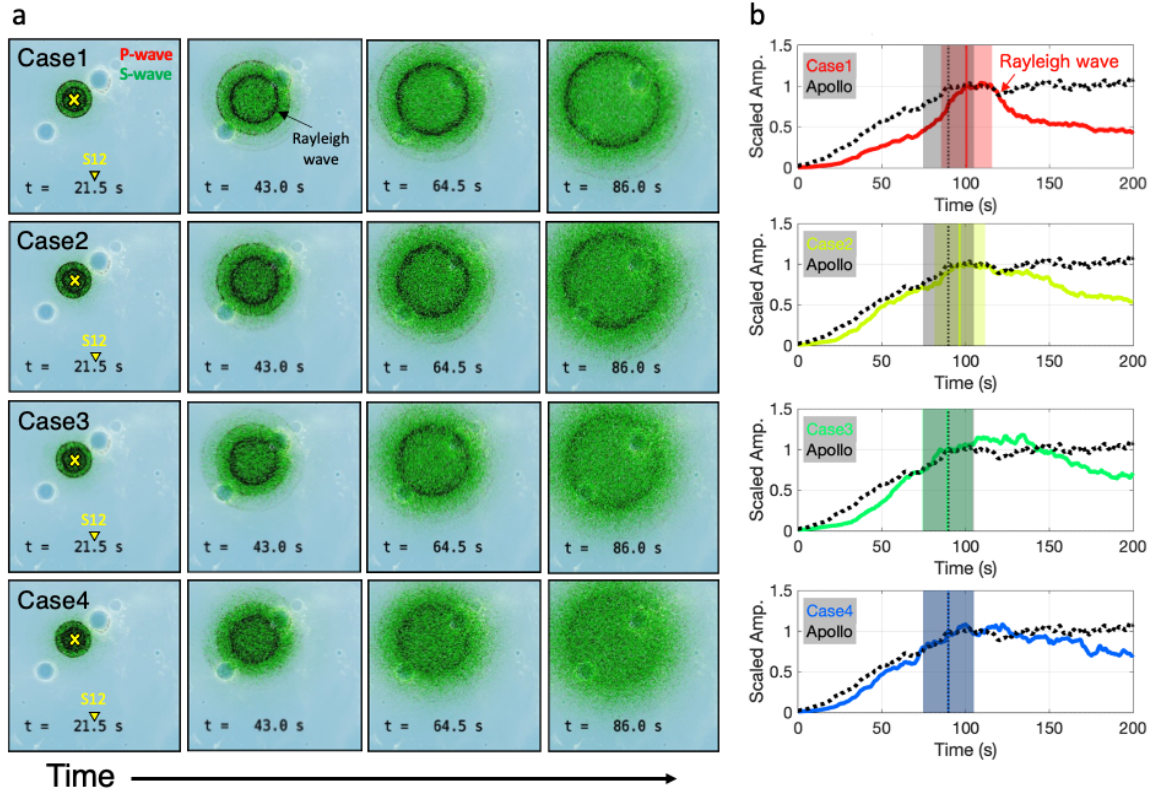 a
Case1
P-wave
S-wave
S12
t = 21.5 s
Rayleigh
wave
t = 43.0 s
t = 64.5 s
t = 86.0 s
Case2
S12
t = 21.5 s
t = 43.0 s
t = 64.5 s
t = 86.0 s
Case3
S12
t = 21.5 s
t = 43.0 s
t = 64.5 s
t = 86.0 s
Case4
S12
t = 21.5 s
t = 43.0 s
t = 64.5 s
t = 86.0 s
Time
b
Scaled Amp.
1.5
1
0.5
0
Case1
Apollo
Rayleigh wave
0 50 100 150 200
Time (s)
Scaled Amp.
1.5
1
0.5
0
Case2
Apollo
0 50 100 150 200
Time (s)
Scaled Amp.
1.5
1
0.5
0
Case3
Apollo
0 50 100 150 200
Time (s)
Scaled Amp.
1.5
1
0.5
0
Case4
Apollo
0 50 100 150 200
Time (s)